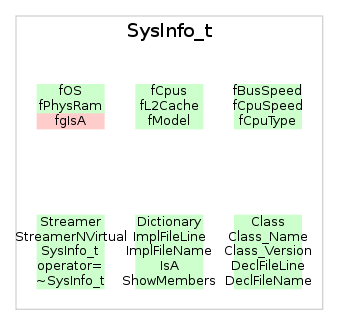 SysInfo_t
fOS
fPhysRam
fgIsA
fCpus
fL2Cache
fModel
fBusSpeed
fCpuSpeed
fCpuType
Streamer
StreamerNVirtual
SysInfo_t
operator=
~SysInfo_t
Dictionary
ImplFileLine
ImplFileName
IsA
ShowMembers
Class
Class_Name
Class_Version
DeclFileLine
DeclFileName